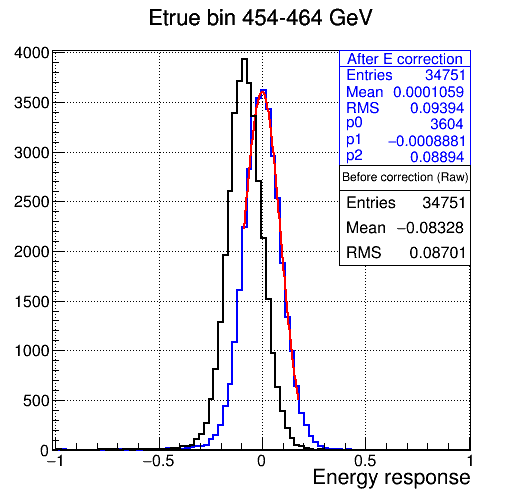 Etrue bin 454-464 GeV
After E correction
Entries 34751
Mean 0.0001059
RMS 0.09394
p0 3604
p1 −0.0008881
p2 0.08894
Before correction (Raw)
Entries 34751
Mean −0.08328
RMS 0.08701
4000
3500
3000
2500
2000
1500
1000
500
0
−1 −0.5 0 0.5 1
Energy response